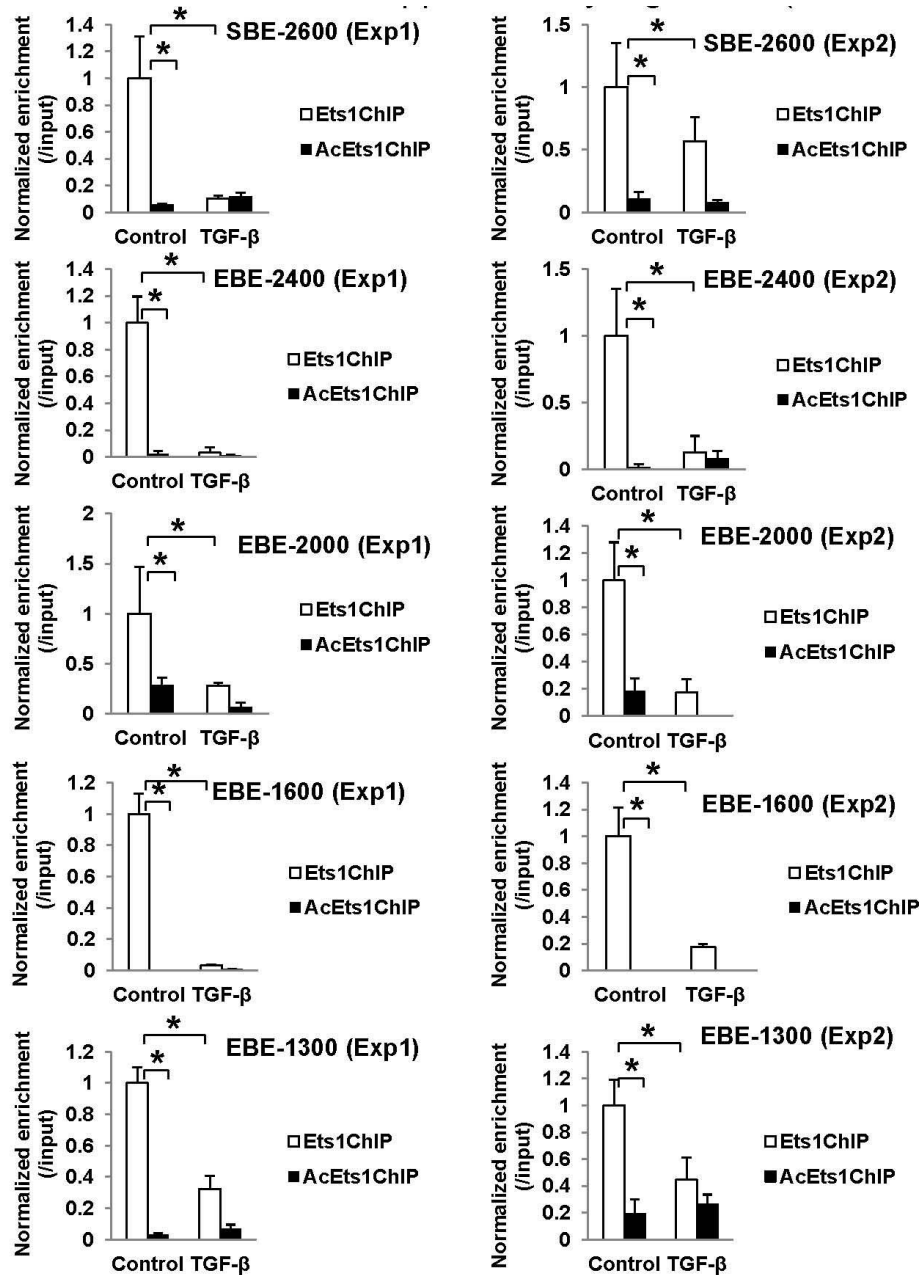 SBE-2600 (Exp1)
Normalized enrichment
(/input)
1.4
1.2
1
0.8
0.6
0.4
0.2
0
*
*
Ets1ChIP
AcEts1ChIP
Control TGF-β
SBE-2600 (Exp2)
Normalized enrichment
(/input)
1.5
1
0.5
0
*
*
Ets1ChIP
AcEts1ChIP
Control TGF-β
EBE-2400 (Exp1)
Normalized enrichment
(/input)
1.4
1.2
1
0.8
0.6
0.4
0.2
0
*
*
Ets1ChIP
AcEts1ChIP
Control TGF-β
EBE-2400 (Exp2)
Normalized enrichment
(/input)
1.5
1
0.5
0
*
*
Ets1ChIP
AcEts1ChIP
Control TGF-β
EBE-2000 (Exp1)
Normalized enrichment
(/input)
2
1.5
1
0.5
0
*
*
Ets1ChIP
AcEts1ChIP
Control TGF-β
EBE-2000 (Exp2)
Normalized enrichment
(/input)
1.4
1.2
1
0.8
0.6
0.4
0.2
0
*
*
Ets1ChIP
AcEts1ChIP
Control TGF-β
EBE-1600 (Exp1)
Normalized enrichment
(/input)
1.2
1
0.8
0.6
0.4
0.2
0
*
*
Ets1ChIP
AcEts1ChIP
Control TGF-β
EBE-1600 (Exp2)
Normalized enrichment
(/input)
1.4
1.2
1
0.8
0.6
0.4
0.2
0
*
*
Ets1ChIP
AcEts1ChIP
Control TGF-β
EBE-1300 (Exp1)
Normalized enrichment
(/input)
1.2
1
0.8
0.6
0.4
0.2
0
*
*
Ets1ChIP
AcEts1ChIP
Control TGF-β
EBE-1300 (Exp2)
Normalized enrichment
(/input)
1.4
1.2
1
0.8
0.6
0.4
0.2
0
*
*
Ets1ChIP
AcEts1ChIP
Control TGF-β